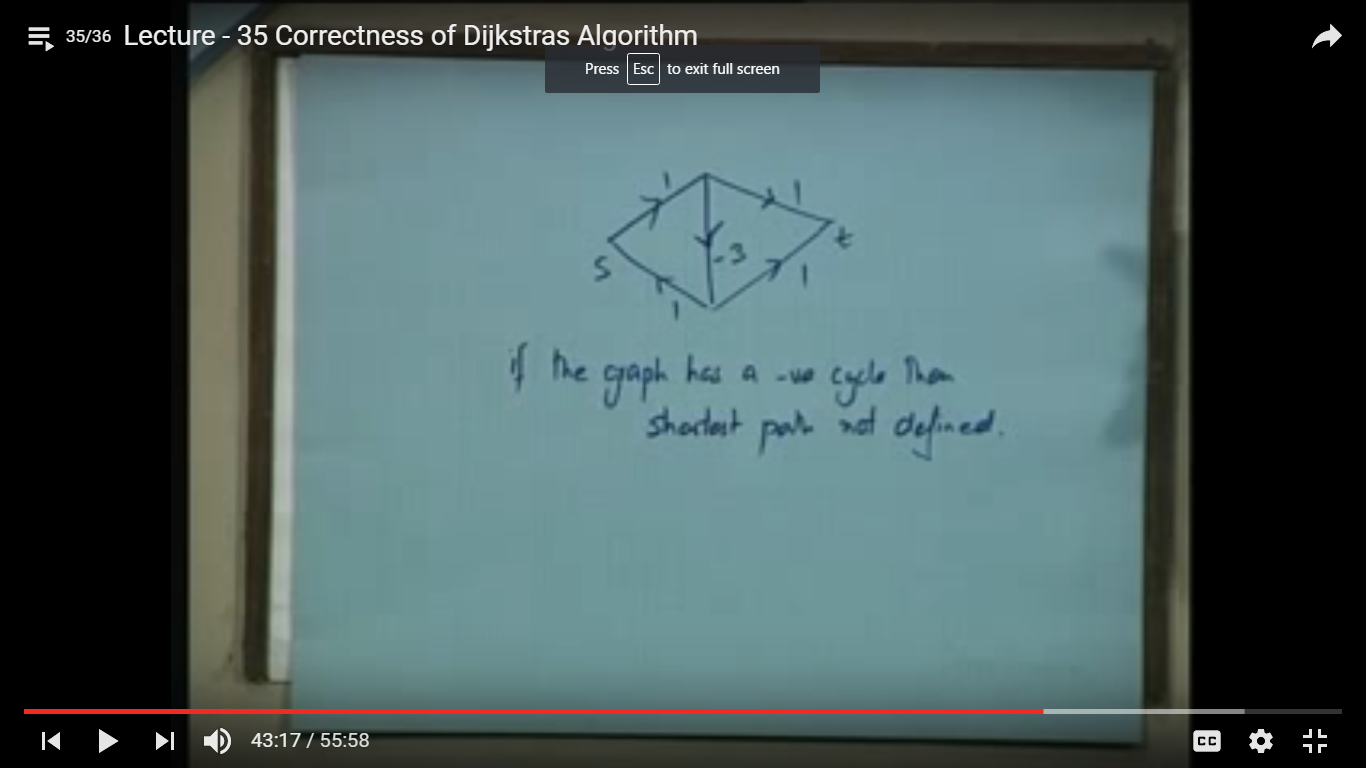 35/36 Lecture - 35 Correctness of Dijkstras Algorithm
Press Esc to exit full screen
1
1
S
-3
t
1
1
if the graph has a -ve cycle then
shortest path not defined.
43:17 / 55:58
CC